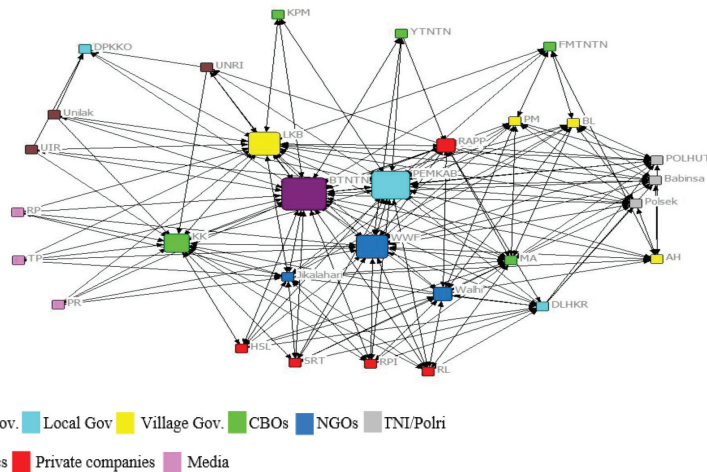 KPM
YTNTN
FMTNTN
DPKKO
UNRI
Unilak
PM
BL
LKB
RAPP
UIR
POLHUT
BTNTN
PEMKAB
Babinsa
Polsek
RP
KK
WWF
TP
Jikalahari
MA
AH
Walhi
PR
DLHKR
HSL
SRT
RPI
RL
ov. Local Gov Village Gov. CBOs NGOs TNI/Polri
cs Private companies Media